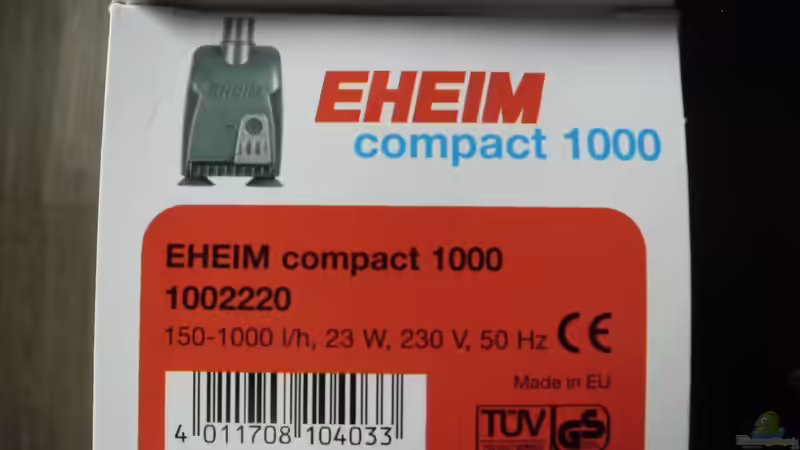 EHEIM
EHEIM
compact 1000
EHEIM compact 1000
1002220
150-1000 l/h, 23 W, 230 V, 50 Hz CE
Made in EU
TÜV GS
4 011708 104033